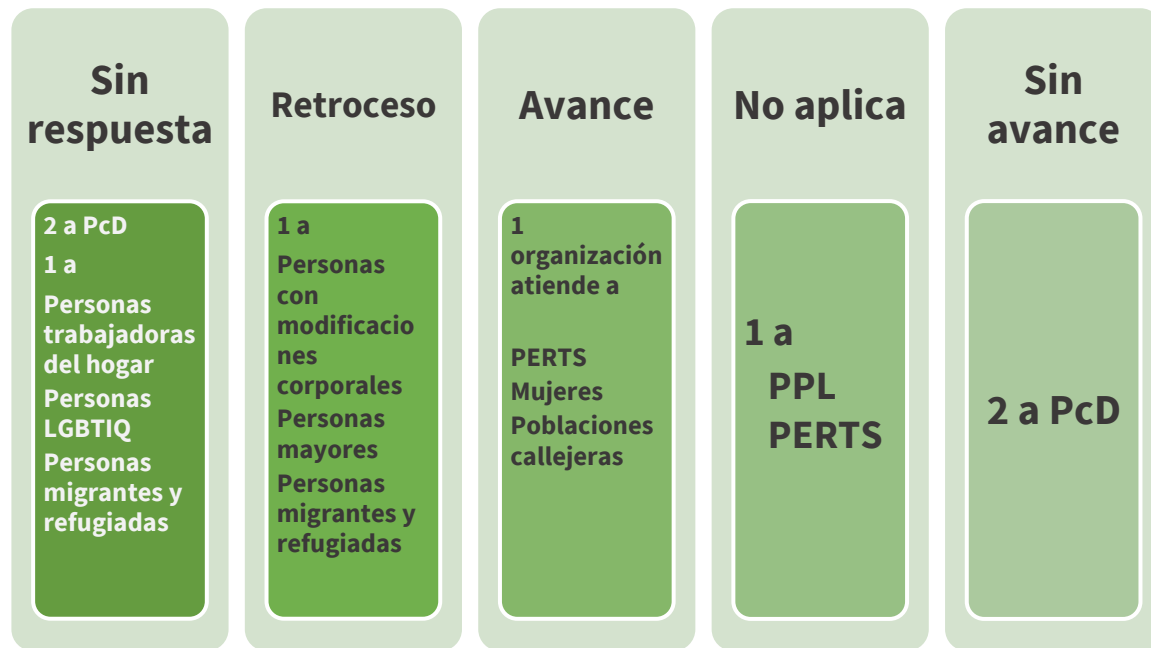 Sin
respuesta
2 a PcD
1 a
Personas
trabajadoras
del hogar
Personas
LGBTIQ
Personas
migrantes y
refugiadas
Retroceso
1 a
Personas
con
modificacio
nes
corporales
Personas
mayores
Personas
migrantes y
refugiadas
Avance
1
organización
atiende a
PERTS
Mujeres
Poblaciones
callejeras
No aplica
1 a
PPL
PERTS
Sin
avance
2 a PcD